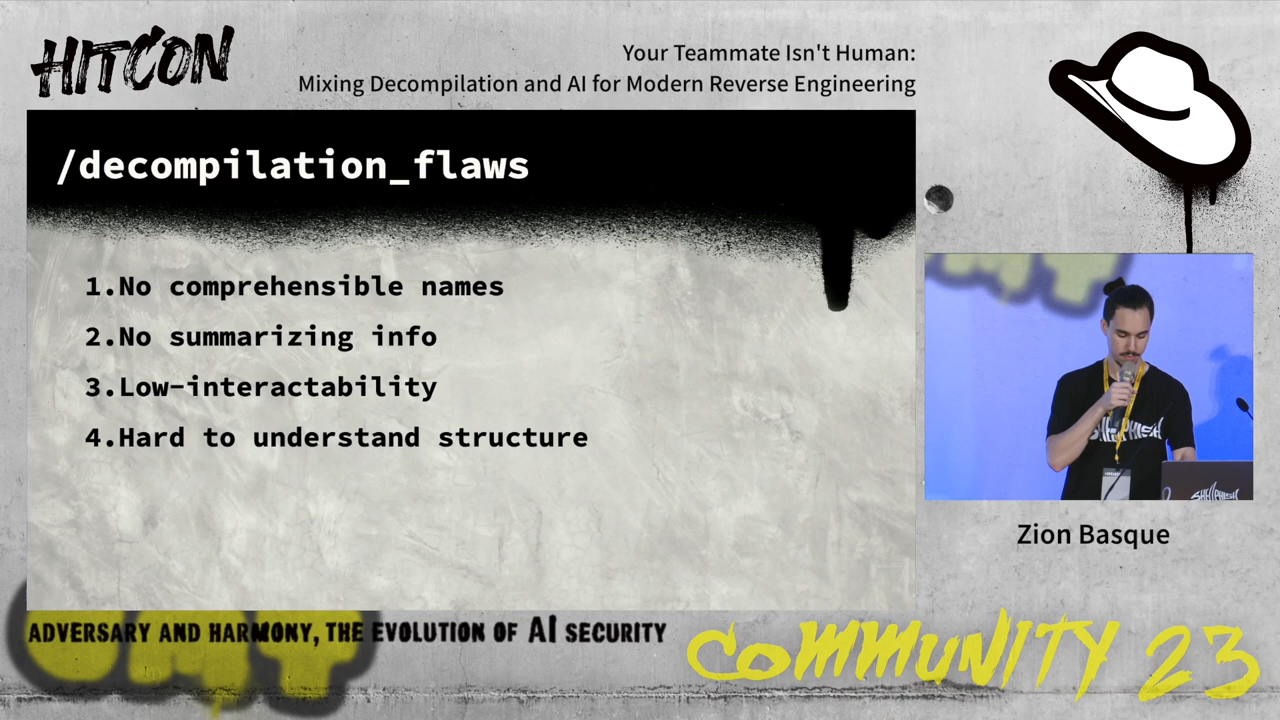 HITCON
Your Teammate Isn't Human:
Mixing Decompilation and AI for Modern Reverse Engineering
/decompilation_flaws
1.No comprehensible names
2.No summarizing info
3.Low-interactability
4.Hard to understand structure
SHELLPHISH
SHELLPHISH
Zion Basque
ADVERSARY AND HARMONY, THE EVOLUTION OF AI SECURITY
COMMUNITY 23